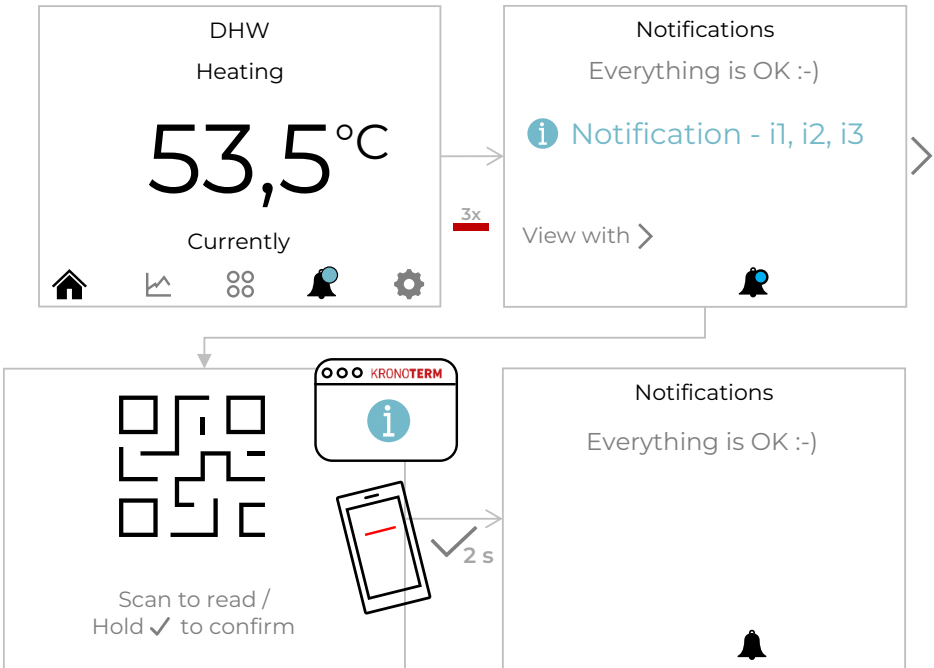 DHW
Heating
53,5°C
Currently
3x
Notifications
Everything is OK :-)
i Notification - i1, i2, i3
View with >
KRONOTERM
i
Scan to read /
Hold ✓ to confirm
✓ 2 s
Notifications
Everything is OK :-)